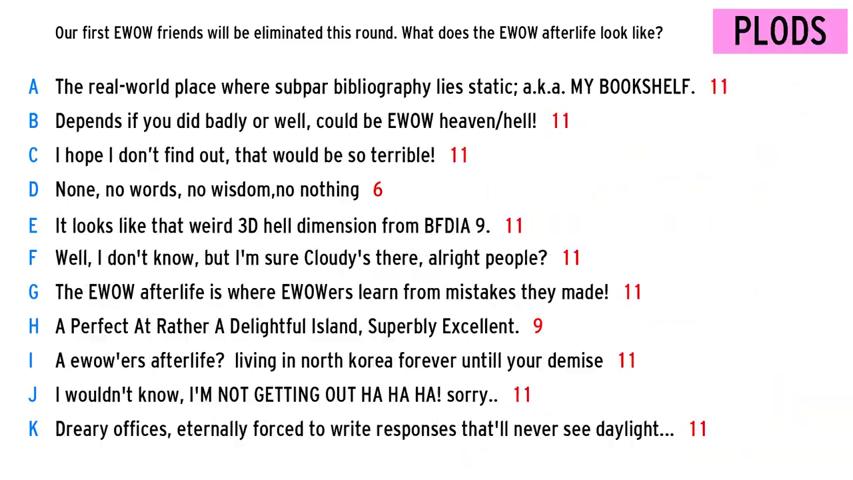 Our first EWOW friends will be eliminated this round. What does the EWOW afterlife look like?
PLODS
A The real-world place where subpar bibliography lies static; a.k.a. MY BOOKSHELF. 11
B Depends if you did badly or well, could be EWOW heaven/hell! 11
C I hope I don’t find out, that would be so terrible! 11
D None, no words, no wisdom,no nothing 6
E It looks like that weird 3D hell dimension from BFDIA 9. 11
F Well, I don't know, but I'm sure Cloudy's there, alright people? 11
G The EWOW afterlife is where EWOWers learn from mistakes they made! 11
H A Perfect At Rather A Delightful Island, Superbly Excellent. 9
I A ewow'ers afterlife? living in north korea forever untill your demise 11
J I wouldn't know, I'M NOT GETTING OUT HA HA HA! sorry.. 11
K Dreary offices, eternally forced to write responses that'll never see daylight... 11